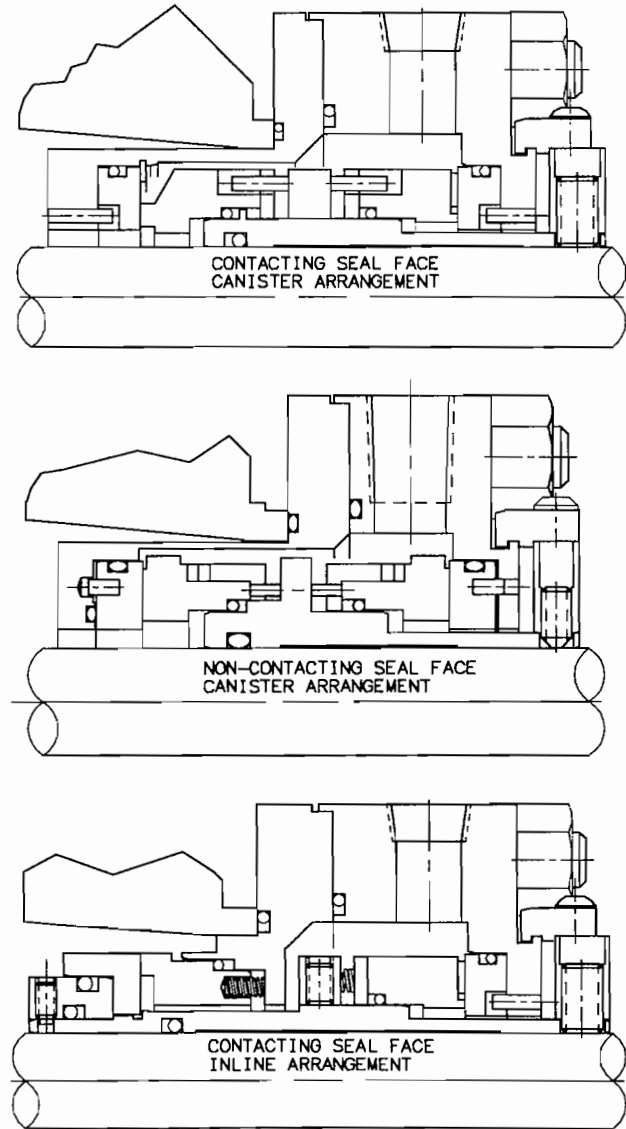 CONTACTING SEAL FACE
CANISTER ARRANGEMENT
NON-CONTACTING SEAL FACE
CANISTER ARRANGEMENT
CONTACTING SEAL FACE
INLINE ARRANGEMENT